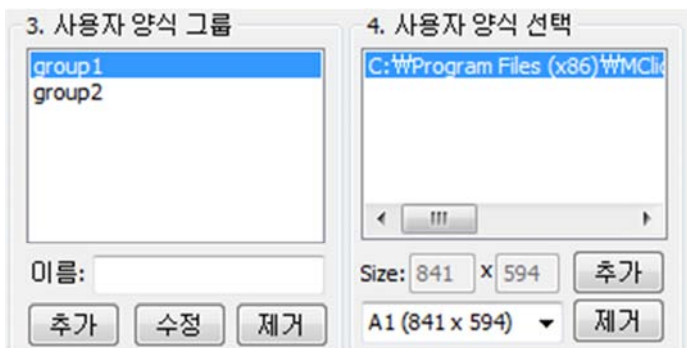 3. 사용자 양식 그룹
group1
group2
이름:
추가 수정 제거
4. 사용자 양식 선택
C:₩Program Files (x86)₩MClic
Size: 841 x 594 추가
A1 (841 x 594) 제거